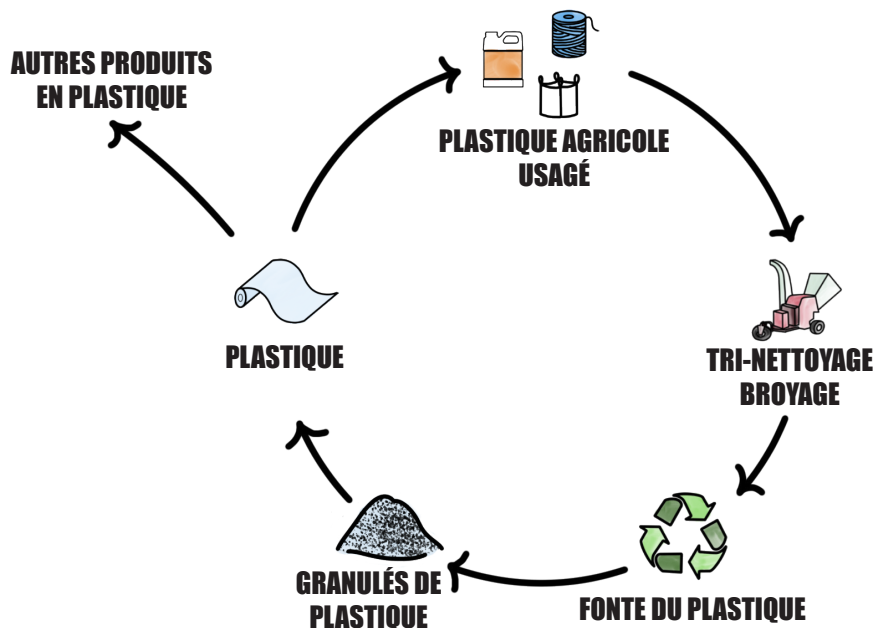 AUTRES PRODUITS
EN PLASTIQUE
PLASTIQUE AGRICOLE
USAGÉ
TRI-NETTOYAGE
BROYAGE
FONTE DU PLASTIQUE
GRANULÉS DE
PLASTIQUE
PLASTIQUE